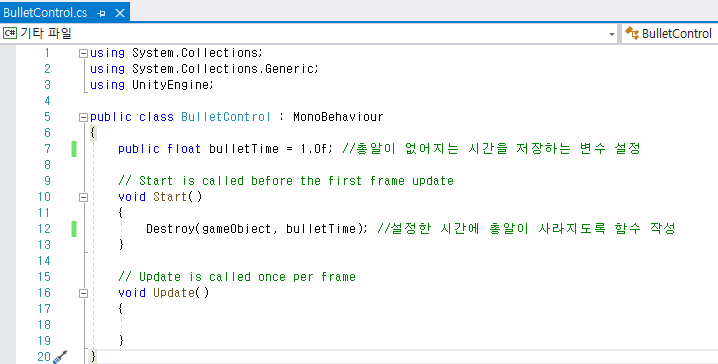 BulletControl.cs
C# 기타 파일
BulletControl
1 using System.Collections;
2 using System.Collections.Generic;
3 using UnityEngine;
4
5 public class BulletControl : MonoBehaviour
6 {
7 public float bulletTime = 1.0f; //총알이 없어지는 시간을 저장하는 변수 설정
8
9 // Start is called before the first frame update
10 void Start()
11 {
12 Destroy(gameObject, bulletTime); //설정한 시간에 총알이 사라지도록 함수 작성
13 }
14
15 // Update is called once per frame
16 void Update()
17 {
18
19 }
20 }